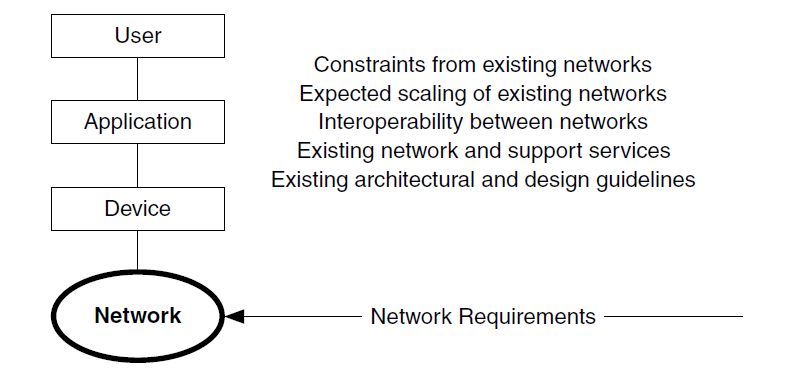 User
Application
Device
Network
Constraints from existing networks
Expected scaling of existing networks
Interoperability between networks
Existing network and support services
Existing architectural and design guidelines
Network Requirements